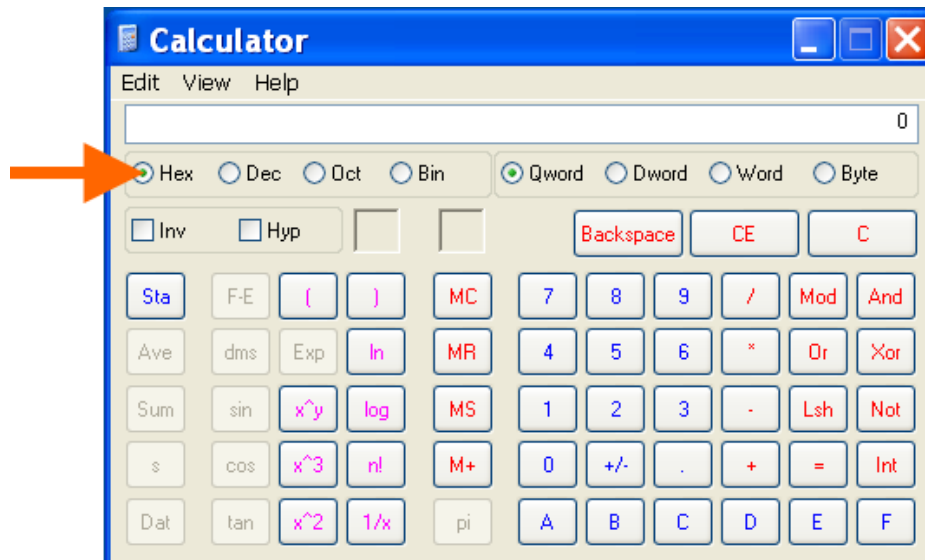 Calculator
Edit View Help
0
Hex Dec Oct Bin Qword Dword Word Byte
Inv Hyp Backspace CE C
Sta F-E ( ) MC 7 8 9 / Mod And
Ave dms Exp ln MR 4 5 6 * Or Xor
Sum sin x^y log MS 1 2 3 - Lsh Not
s cos x^3 n! M+ 0 +/- . + = Int
Dat tan x^2 1/x pi A B C D E F